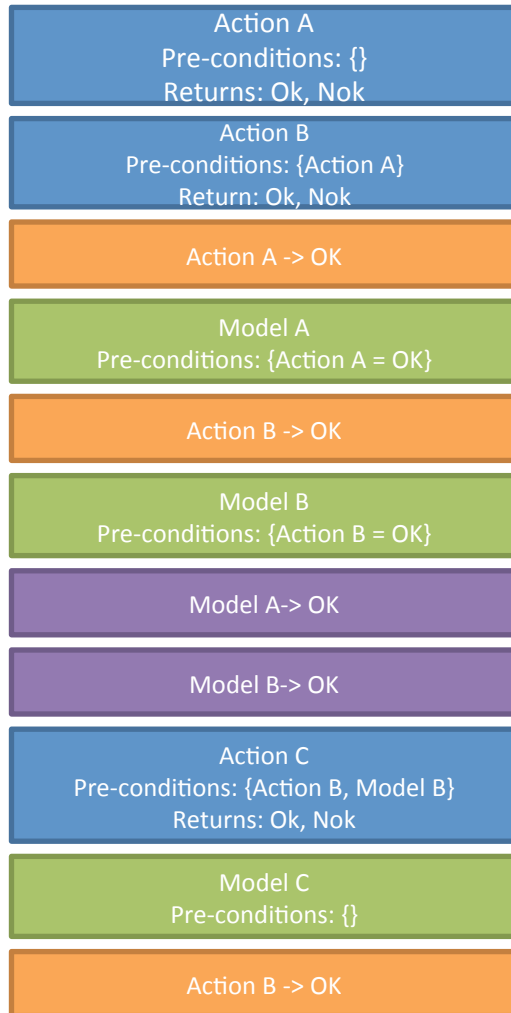 Action A
Pre-conditions: {}
Returns: Ok, Nok
Action B
Pre-conditions: {Action A}
Return: Ok, Nok
Action A -> OK
Model A
Pre-conditions: {Action A = OK}
Action B -> OK
Model B
Pre-conditions: {Action B = OK}
Model A-> OK
Model B-> OK
Action C
Pre-conditions: {Action B, Model B}
Returns: Ok, Nok
Model C
Pre-conditions: {}
Action B -> OK